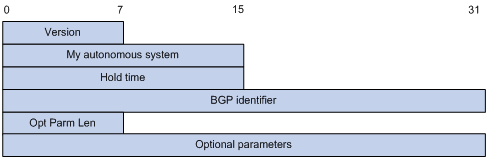 0 7 15 31
Version
My autonomous system
Hold time
BGP identifier
Opt Parm Len
Optional parameters